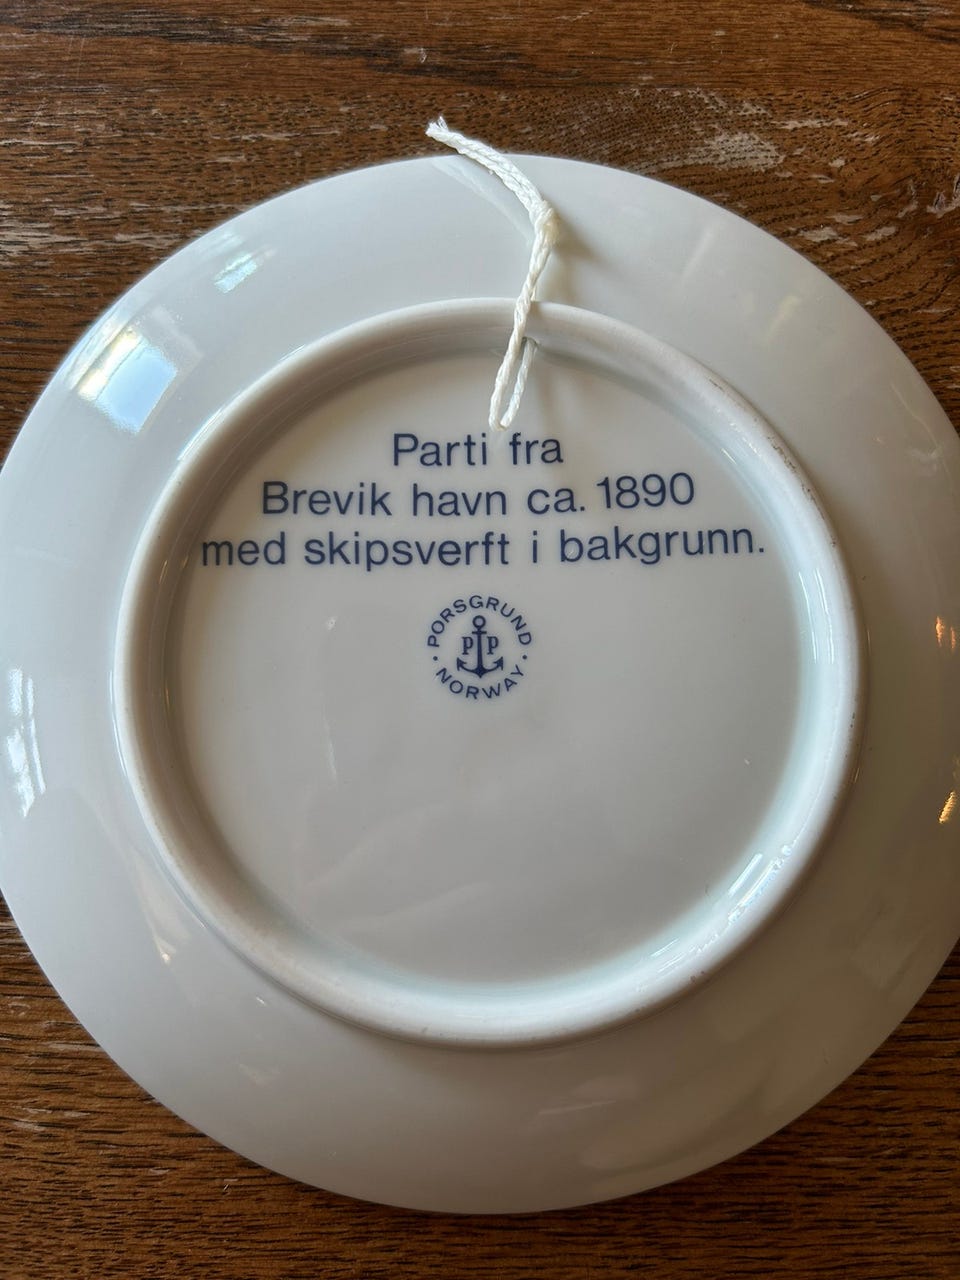 Parti fra
Brevik havn ca. 1890
med skipsverft i bakgrunn.
PORSGRUND
PP
NORWAY